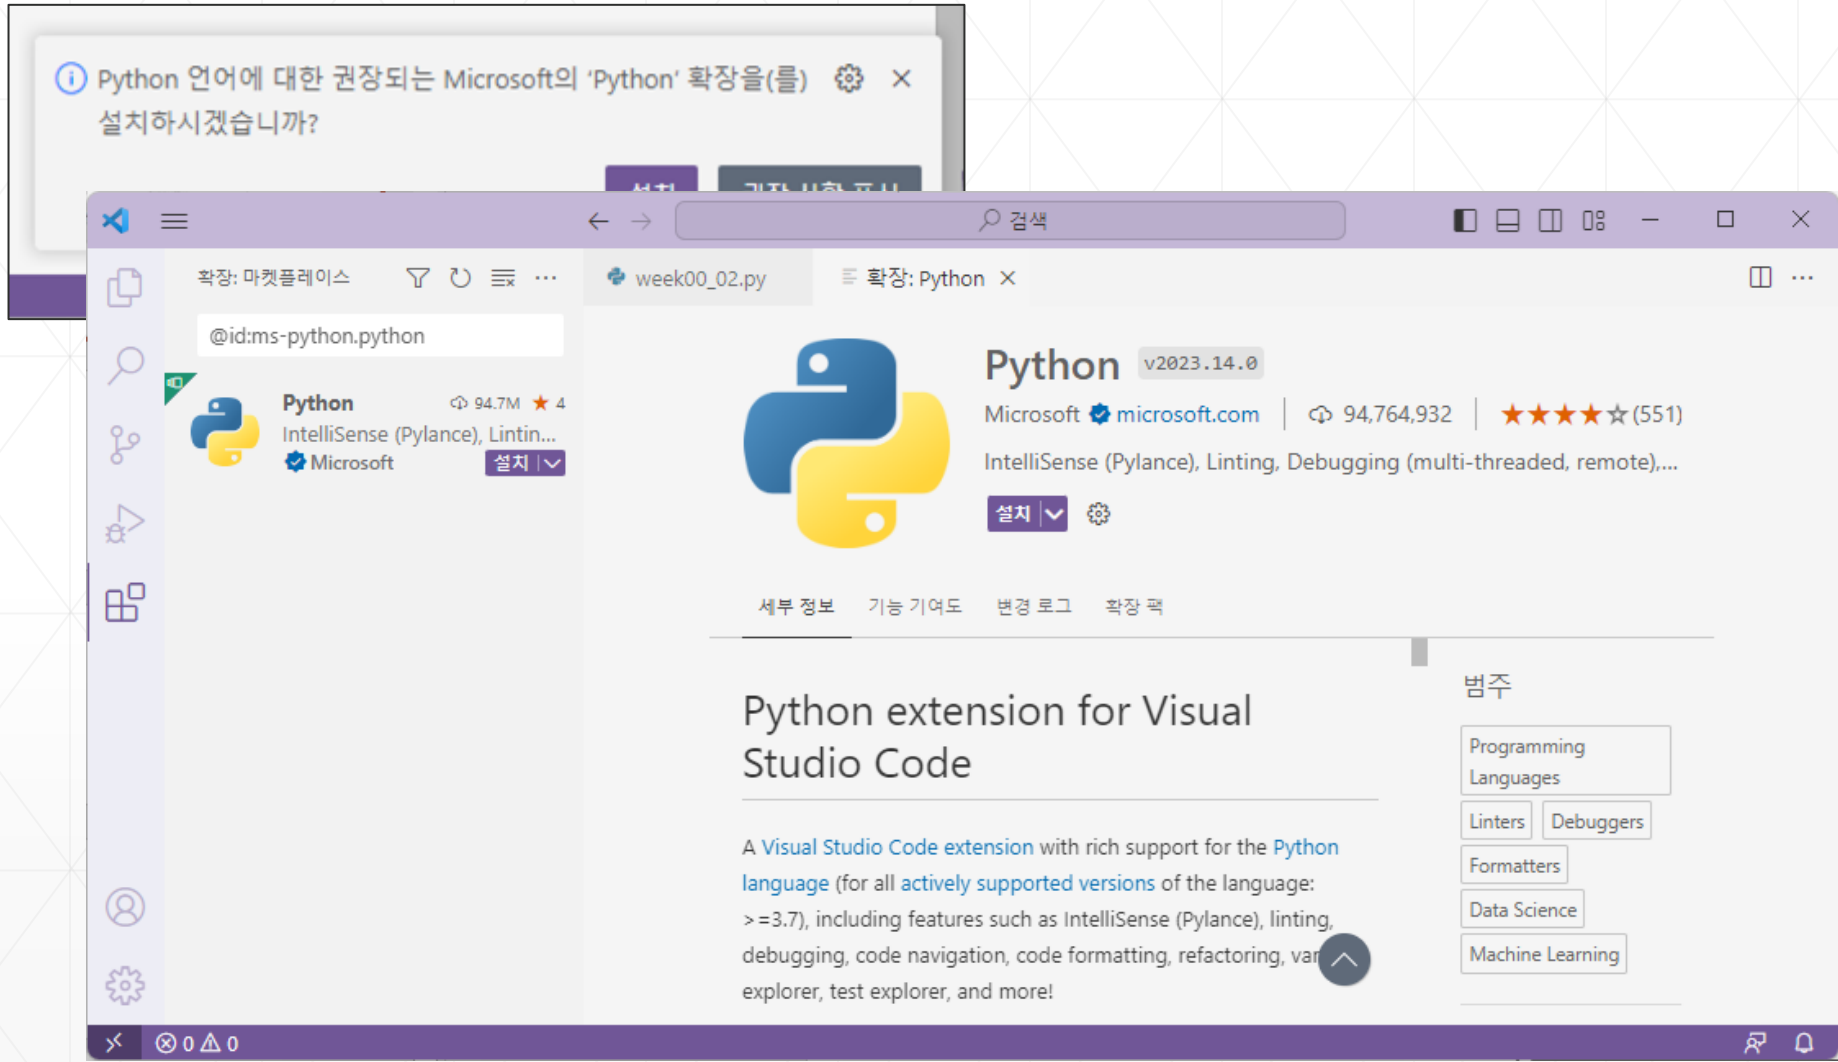 Python 언어에 대한 권장되는 Microsoft의 ‘Python’ 확장을(를)
설치하시겠습니까?
설치
권장 사항 표시
검색
확장: 마켓플레이스
week00_02.py
확장: Python
@id:ms-python.python
Python
94.7M
4
IntelliSense (Pylance), Lintin...
Microsoft
설치
Python
v2023.14.0
Microsoft microsoft.com
94,764,932
(551)
IntelliSense (Pylance), Linting, Debugging (multi-threaded, remote),...
설치
세부 정보 기능 기여도 변경 로그 확장 팩
Python extension for Visual
Studio Code
A Visual Studio Code extension with rich support for the Python
language (for all actively supported versions of the language:
>=3.7), including features such as IntelliSense (Pylance), linting,
debugging, code navigation, code formatting, refactoring, var
explorer, test explorer, and more!
범주
Programming
Languages
Linters
Debuggers
Formatters
Data Science
Machine Learning
0 0